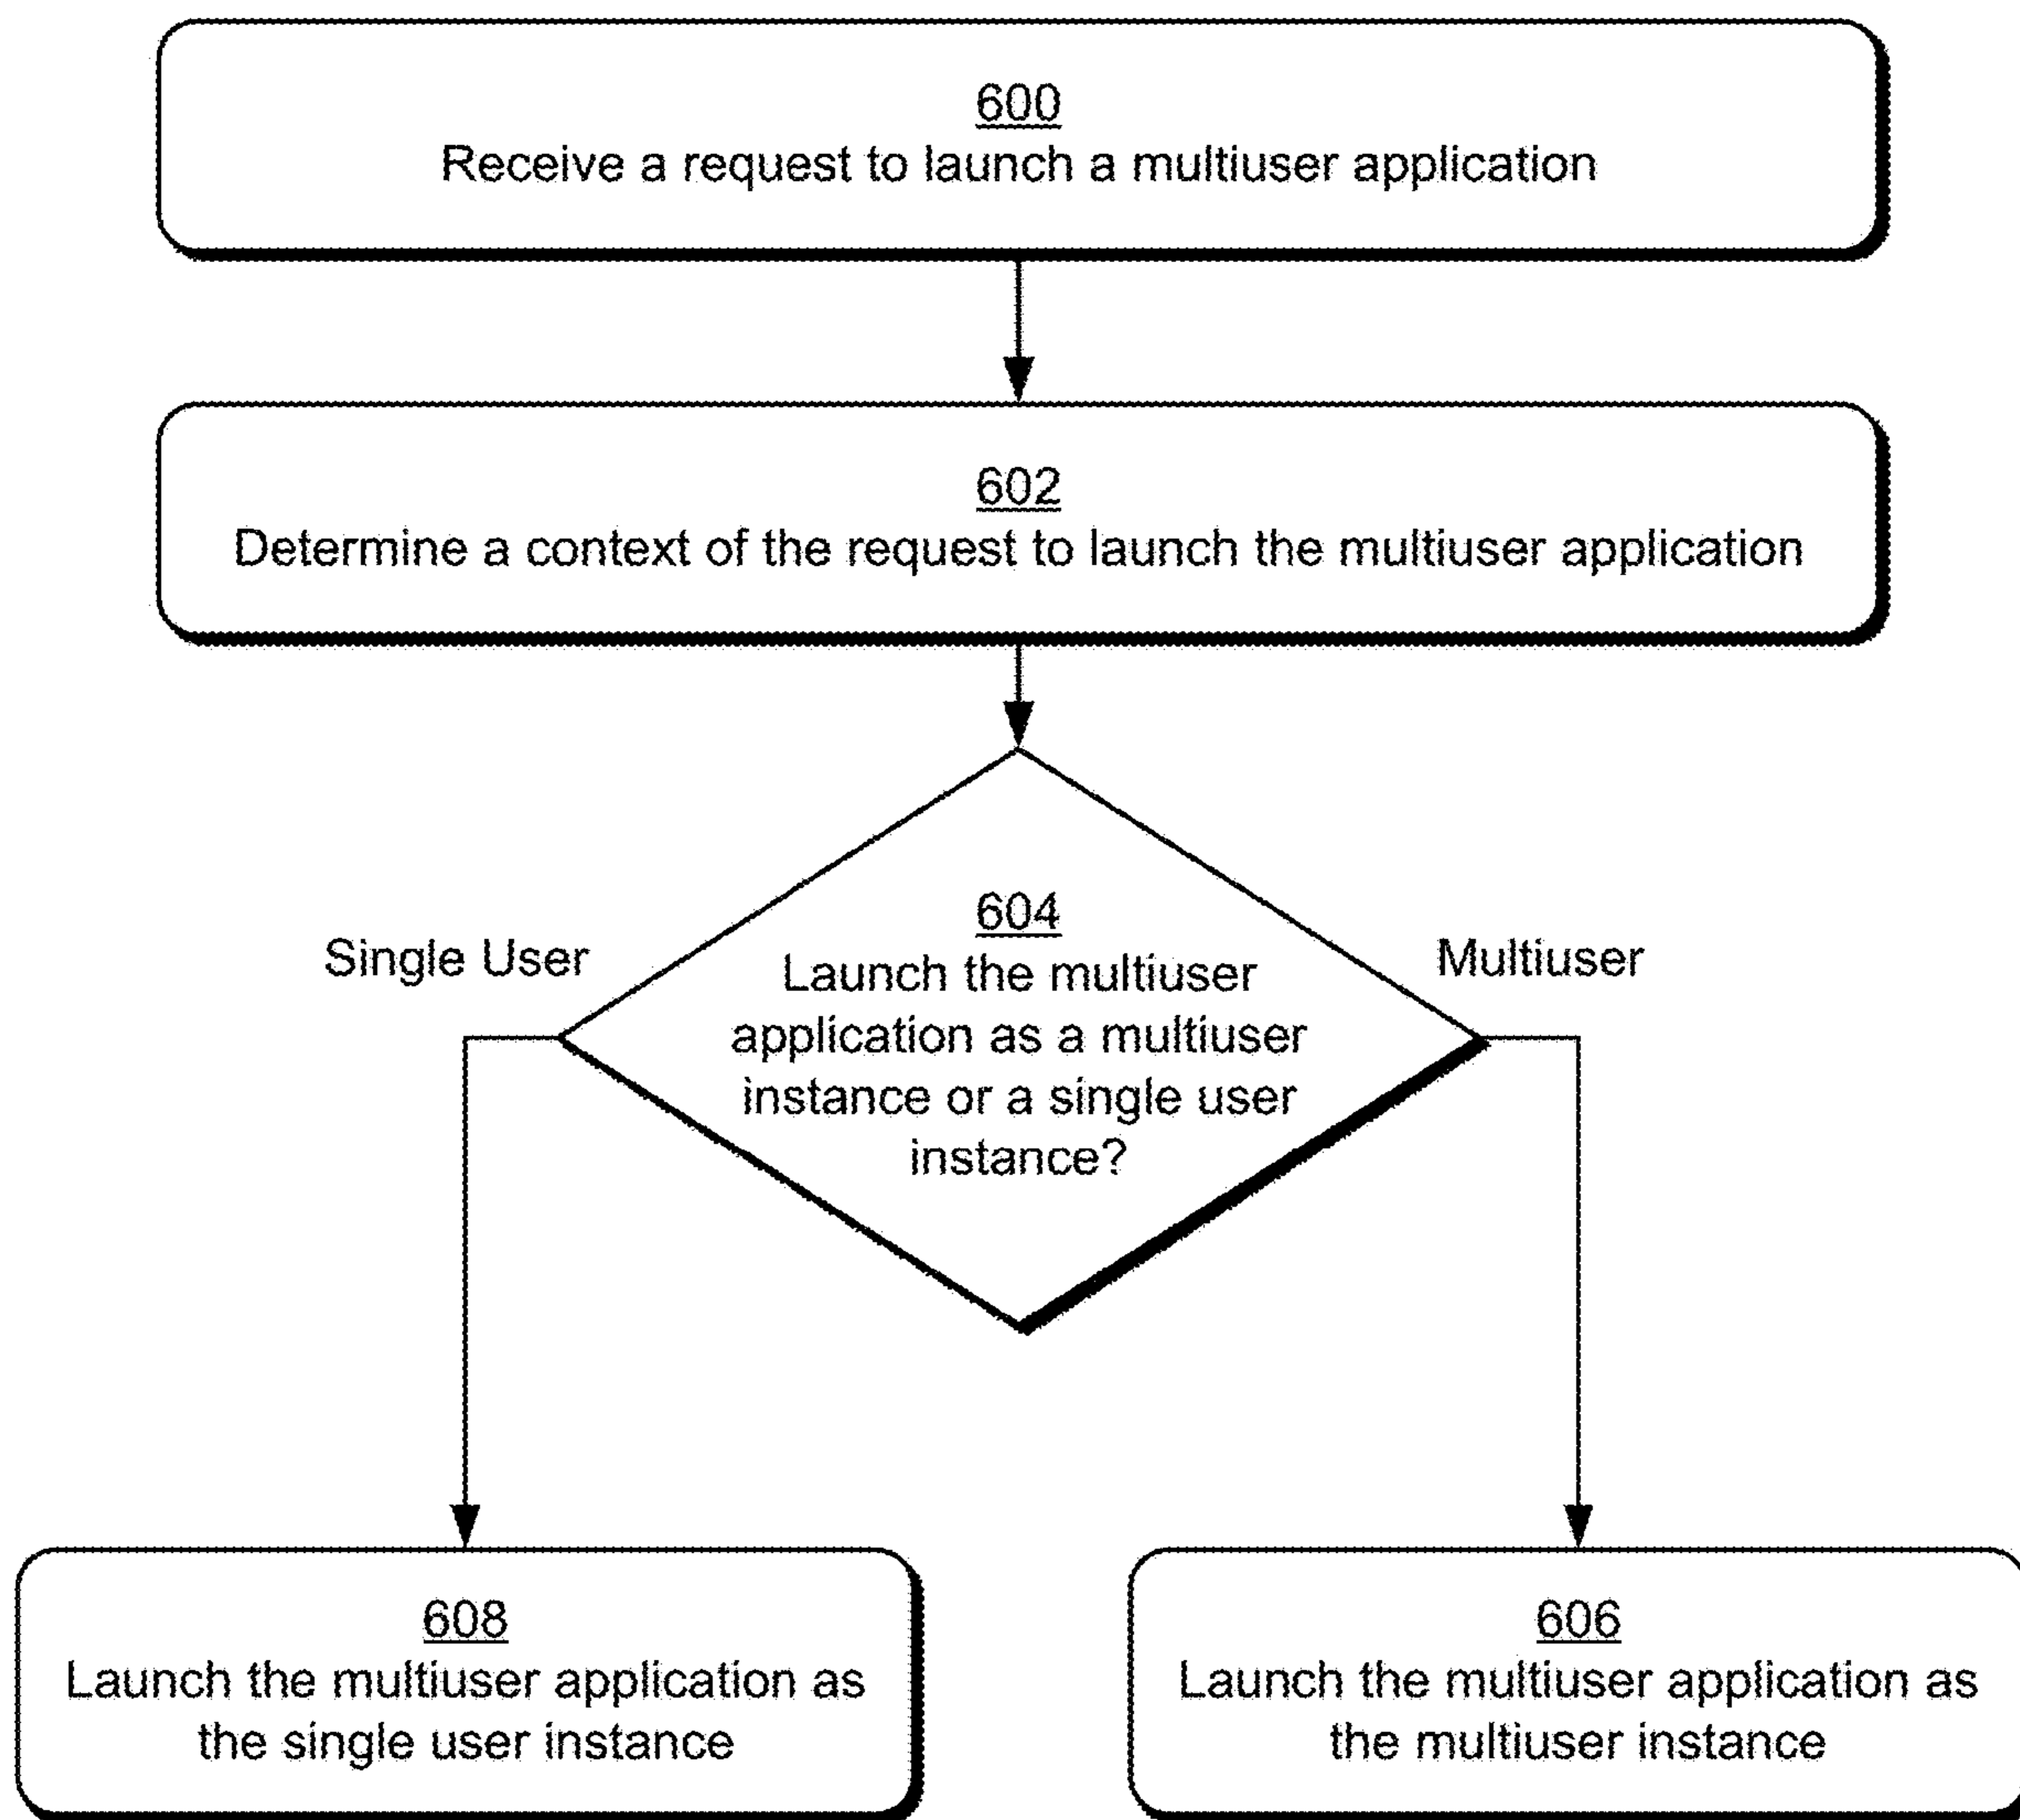 600
Receive a request to launch a multiuser application
602
Determine a context of the request to launch the multiuser application
604
Launch the multiuser
application as a multiuser
instance or a single user
instance?
Single User
Multiuser
608
Launch the multiuser application as
the single user instance
606
Launch the multiuser application as
the multiuser instance